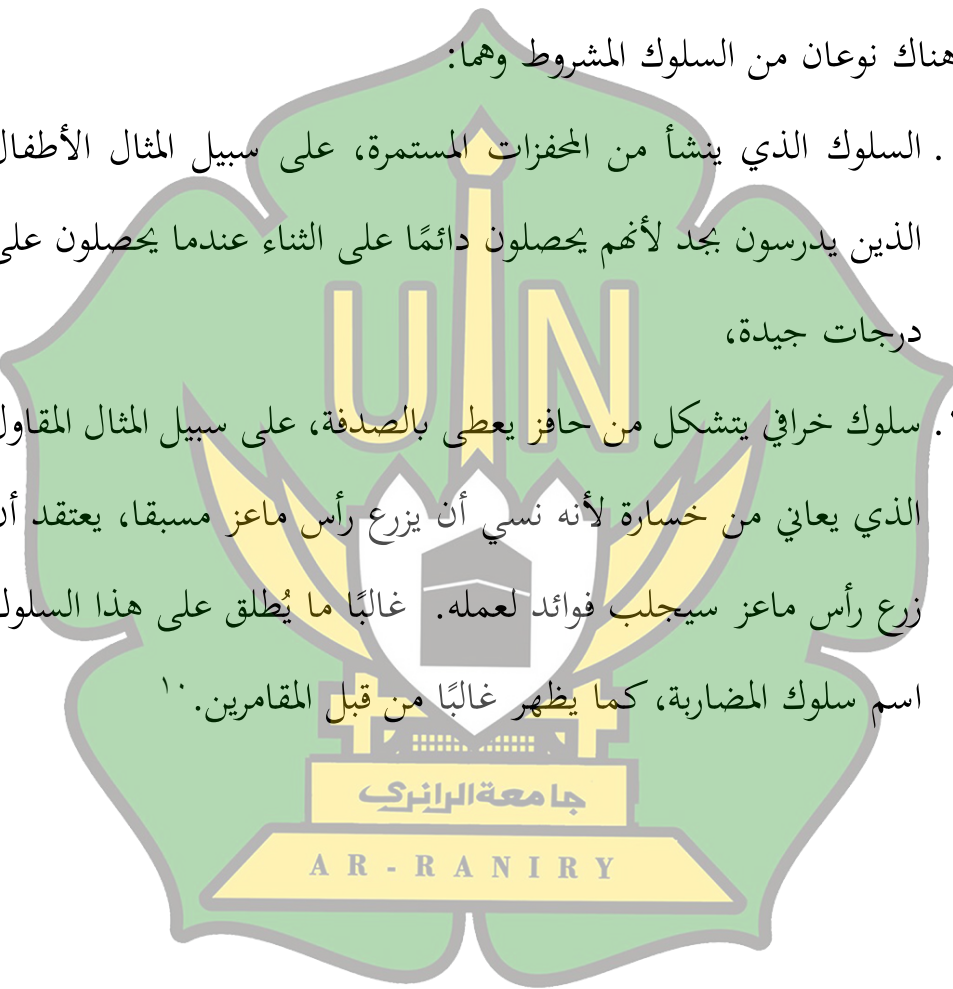 هناك نوعان من السلوك المشروط وهما:
. السلوك الذي ينشأ من المحفزات المستمرة، على سبيل المثال الأطفال
الذين يدرسون بجد لأنهم يحصلون دائمًا على الثناء عندما يحصلون على
درجات جيدة،
. سلوك خرافي يتشكل من حافز يعطى بالصدفة، على سبيل المثال المقاول
الذي يعاني من خسارة لأنه نسي أن يزرع رأس ماعز مسبقا، يعتقد أن
زرع رأس ماعز سيجلب فوائد لعمله. غالبًا ما يُطلق على هذا السلوك
اسم سلوك المضاربة، كما يظهر غالبًا من قبل المقامرين.١٠
UIN
جامعة الرانري
AR-RANIRY